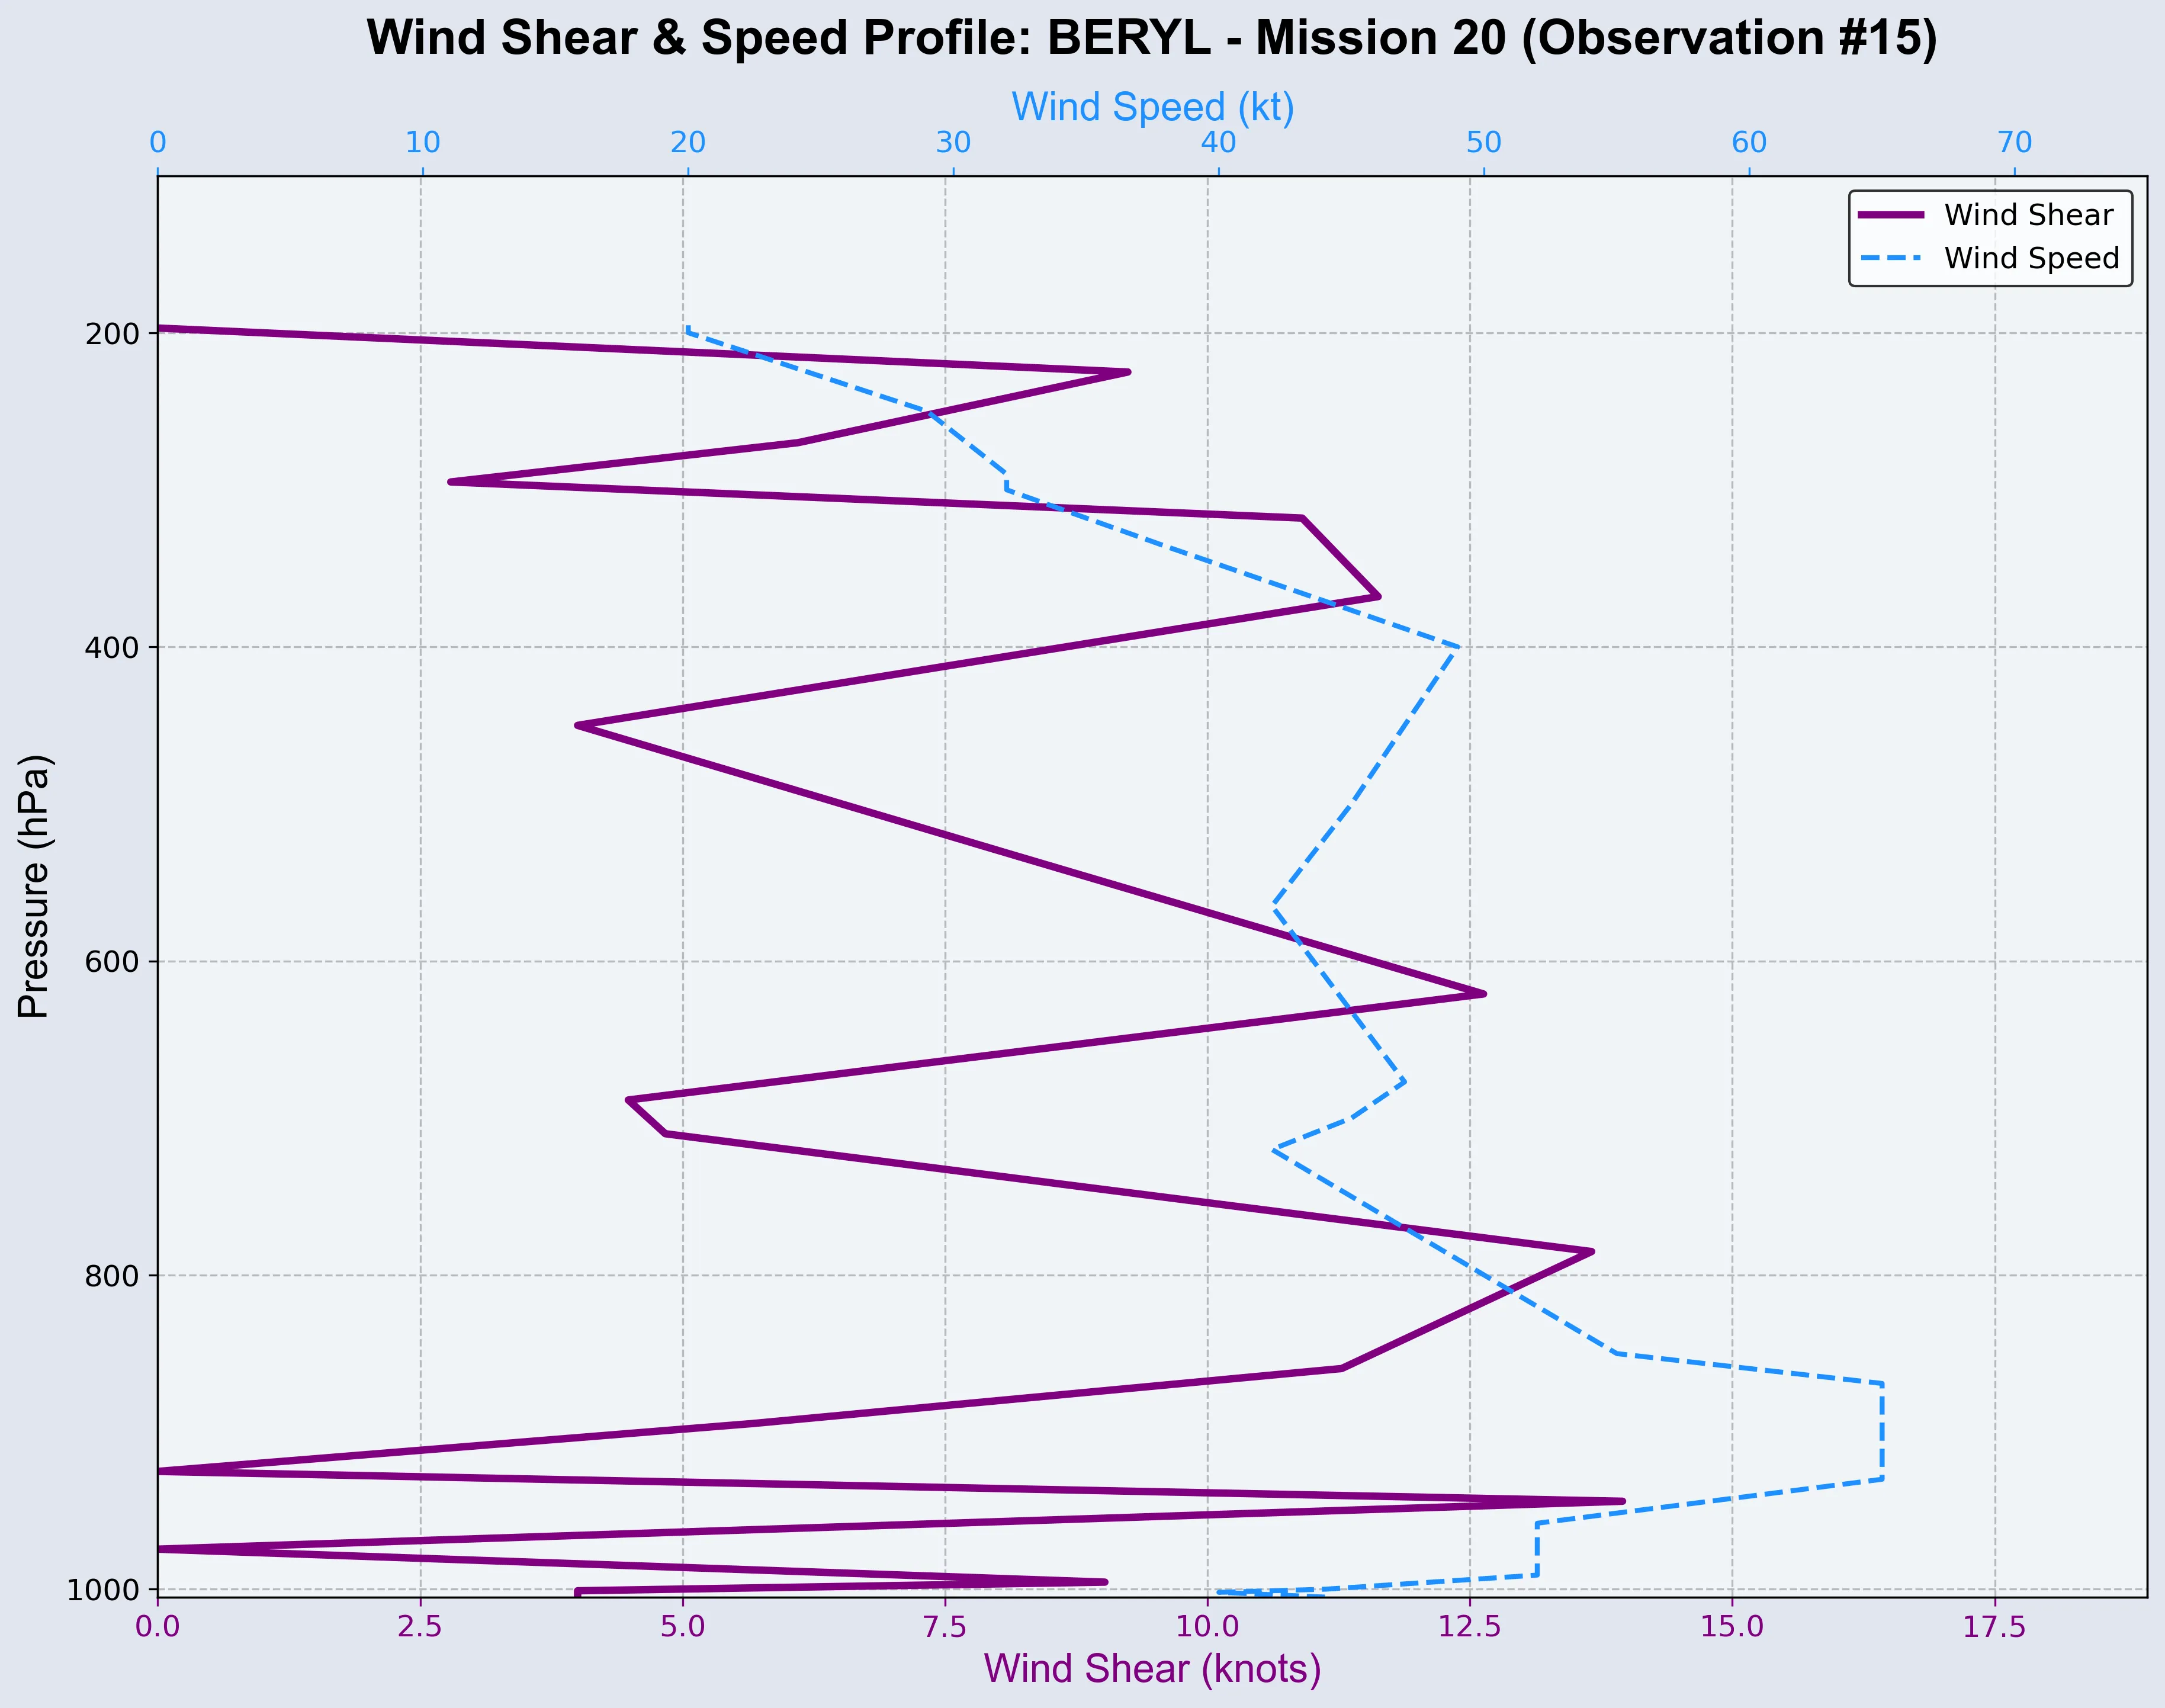 Wind Shear & Speed Profile: BERYL - Mission 20 (Observation #15)
Wind Speed (kt)
0 10 20 30 40 50 60 70
Wind Shear
Wind Speed
200
400
600
800
1000
Pressure (hPa)
0.0 2.5 5.0 7.5 10.0 12.5 15.0 17.5
Wind Shear (knots)